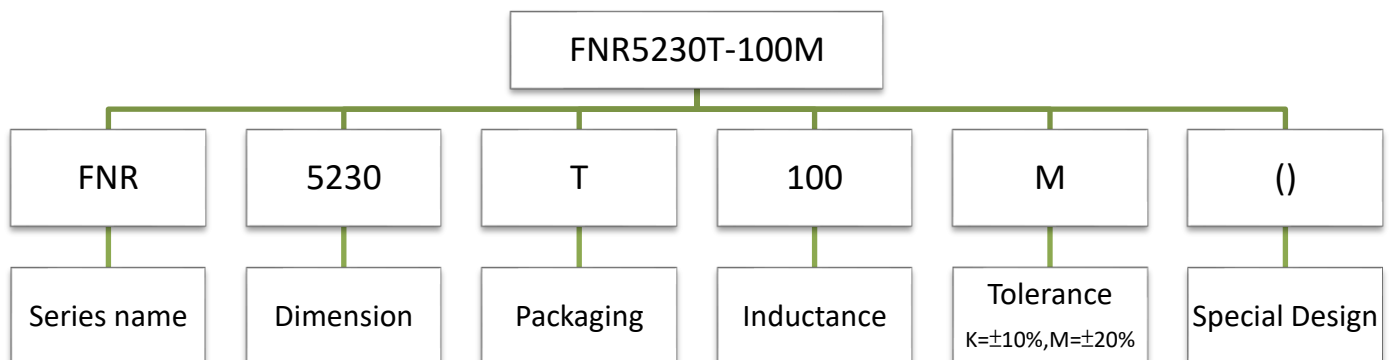 FNR5230T-100M
FNR
5230
T
100
M
()
Series name
Dimension
Packaging
Inductance
Tolerance
K=±10%,M=±20%
Special Design